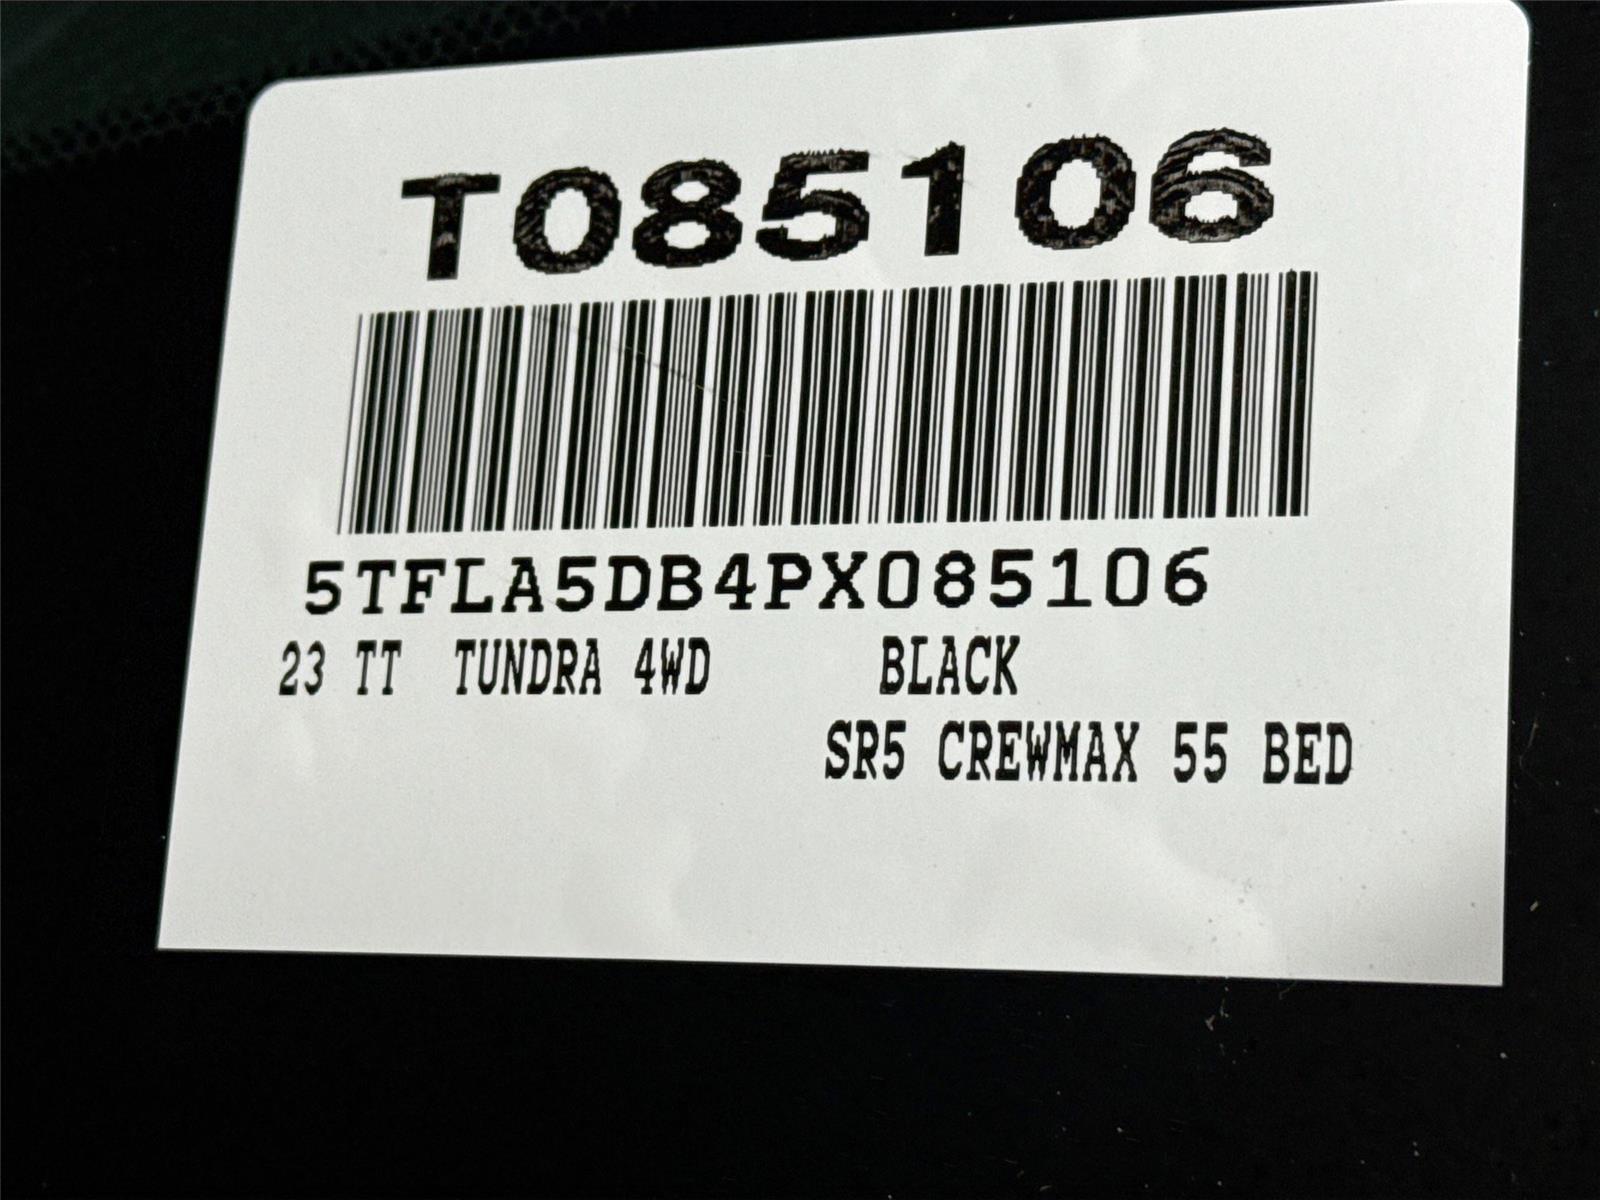 T085106
5TFLA5DB4PX085106
23 TT TUNDRA 4WD BLACK
SR5 CREWMAX 55 BED